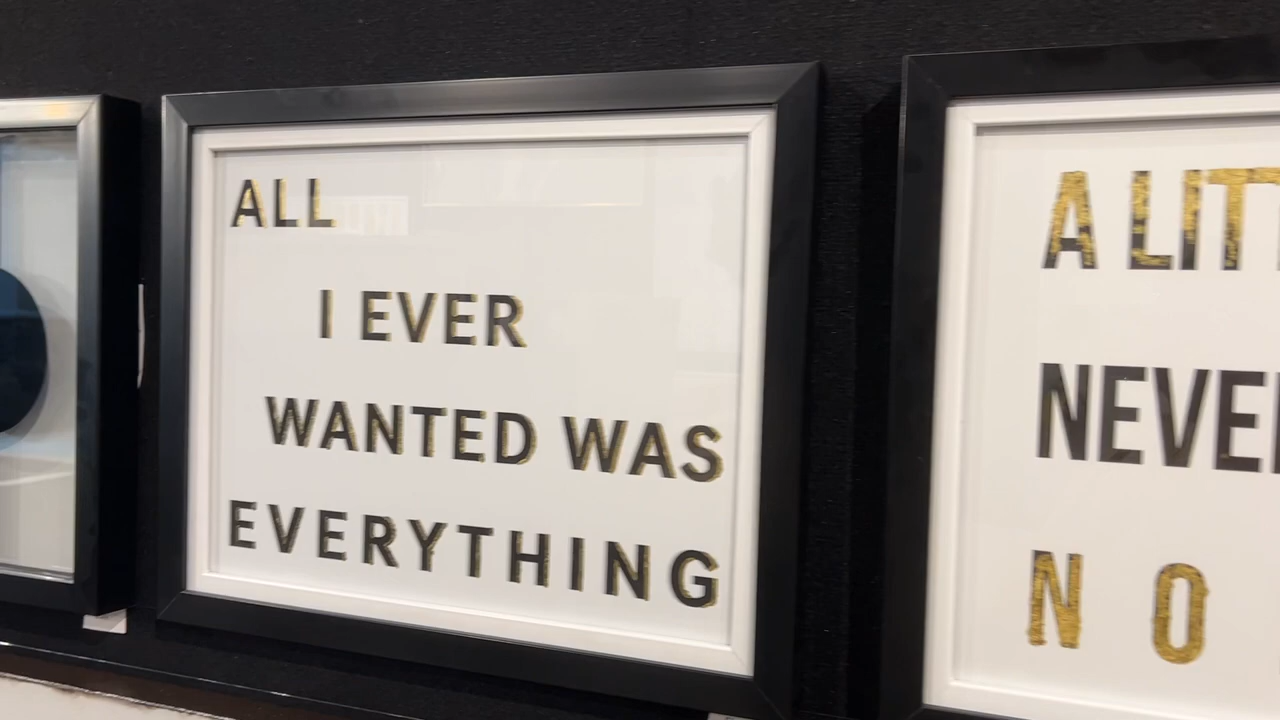 ALL
I EVER
WANTED WAS
EVERYTHING
A
NEVE
N O